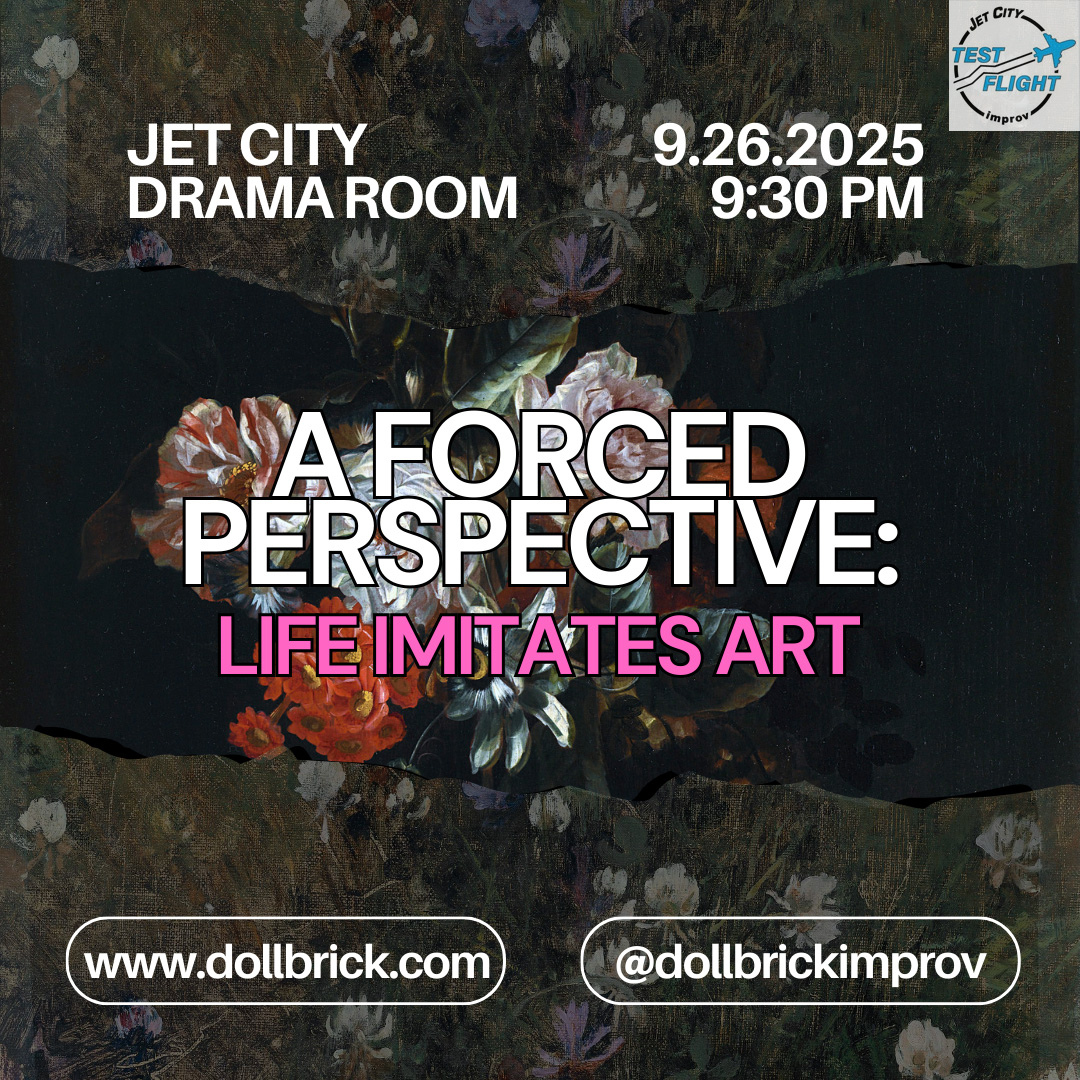 JET CITY
TEST
FLIGHT
improv
JET CITY
DRAMA ROOM
9.26.2025
9:30 PM
A FORCED
PERSPECTIVE:
LIFE IMITATES ART
www.dollbrick.com
@dollbrickimprov